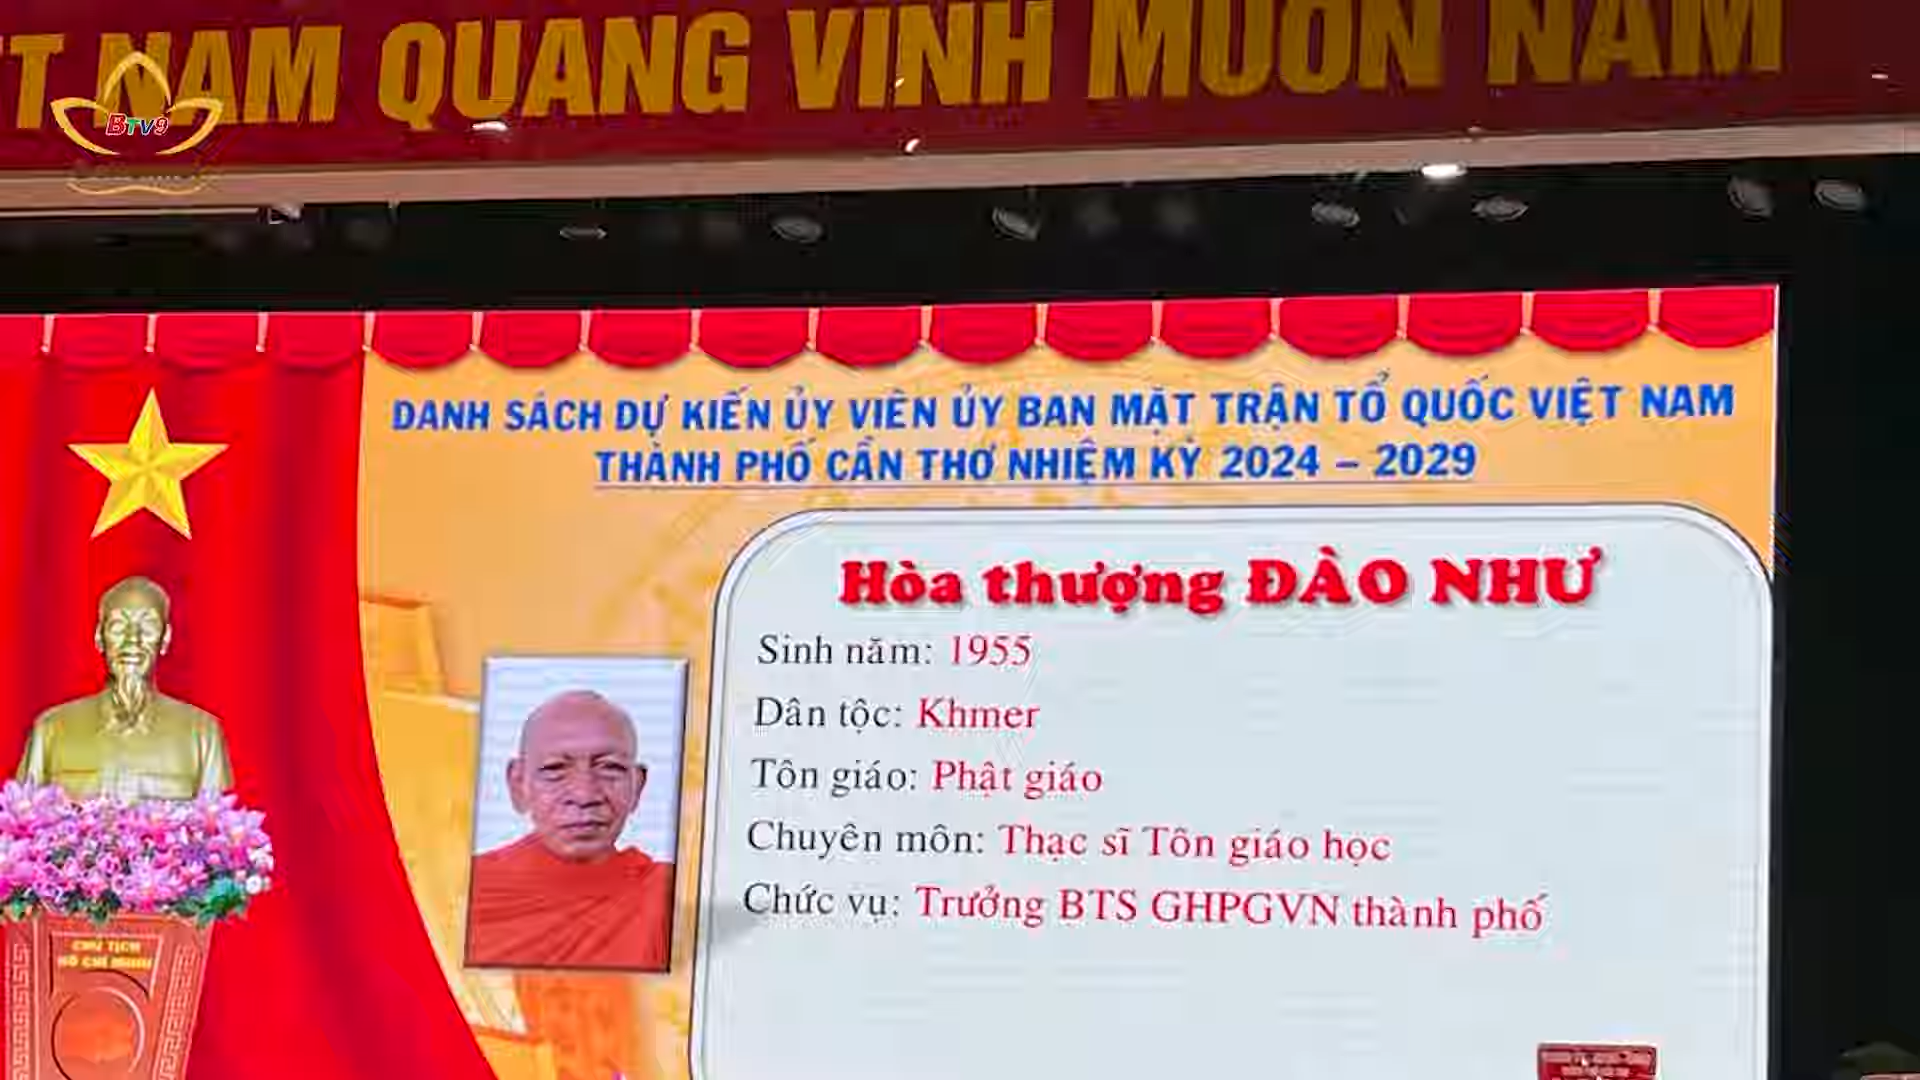 T NAM QUANG VINH MUÔN NĂM
BTV9
DANH SÁCH DỰ KIẾN ỦY VIÊN ỦY BAN MẶT TRẬN TỔ QUỐC VIỆT NAM
THÀNH PHỐ CẦN THƠ NHIỆM KỲ 2024 – 2029
Hòa thượng ĐÀO NHƯ
Sinh năm: 1955
Dân tộc: Khmer
Tôn giáo: Phật giáo
Chuyên môn: Thạc sĩ Tôn giáo học
Chức vụ: Trưởng BTS GHPGVN thành phố
CHỦ TỊCH
HỒ CHÍ MINH